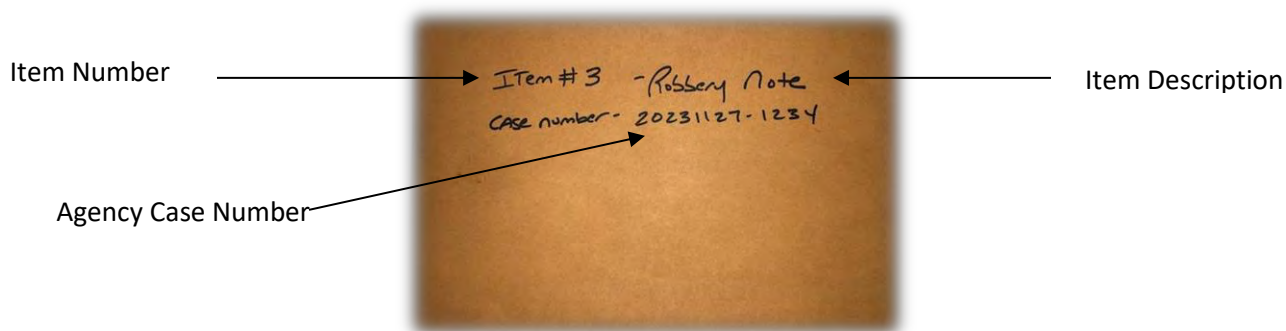 Item Number
ITem # 3 - Robbery Note
Item Description
CASE number - 20231127-1234
Agency Case Number